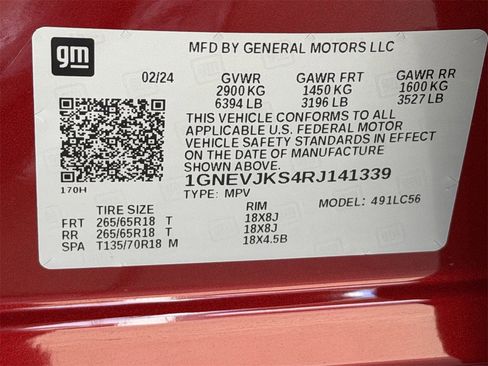 gm
MFD BY GENERAL MOTORS LLC
02/24 GVWR GAWR FRT GAWR RR
2900 KG 1450 KG 1600 KG
6394 LB 3196 LB 3527 LB
THIS VEHICLE CONFORMS TO ALL
APPLICABLE U.S. FEDERAL MOTOR
VEHICLE SAFETY STANDARDS IN EFFECT
ON THE DATE OF MANUFACTURE
SHOWN ABOVE.
170H 1GNEVJKS4RJ141339
TYPE: MPV MODEL: 491LC56
TIRE SIZE RIM
FRT 265/65R18 T 18X8J
RR 265/65R18 T 18X8J
SPA T135/70R18 M 18X4.5B